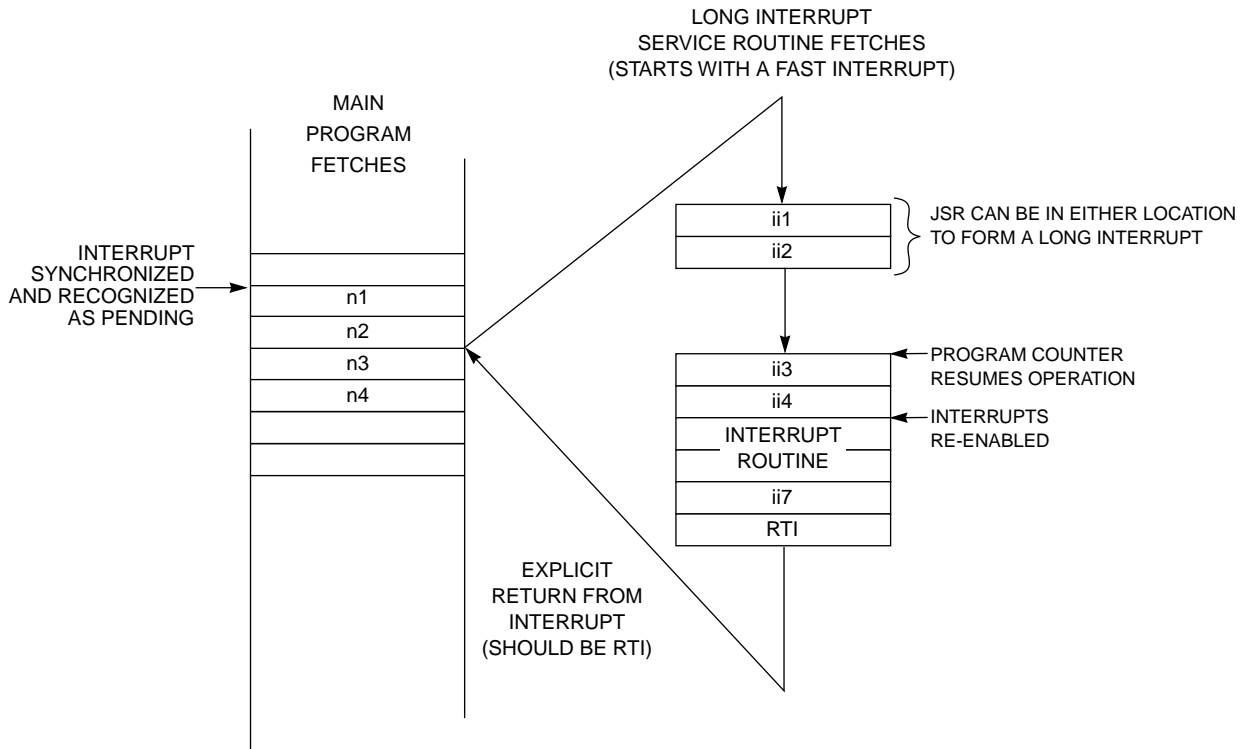 LONG INTERRUPT
SERVICE ROUTINE FETCHES
(STARTS WITH A FAST INTERRUPT)
MAIN
PROGRAM
FETCHES
INTERRUPT
SYNCHRONIZED
AND RECOGNIZED
AS PENDING
n1
n2
n3
n4
ii1
ii2
JSR CAN BE IN EITHER LOCATION
TO FORM A LONG INTERRUPT
ii3
ii4
INTERRUPT
ROUTINE
ii7
RTI
PROGRAM COUNTER
RESUMES OPERATION
INTERRUPTS
RE-ENABLED
EXPLICIT
RETURN FROM
INTERRUPT
(SHOULD BE RTI)